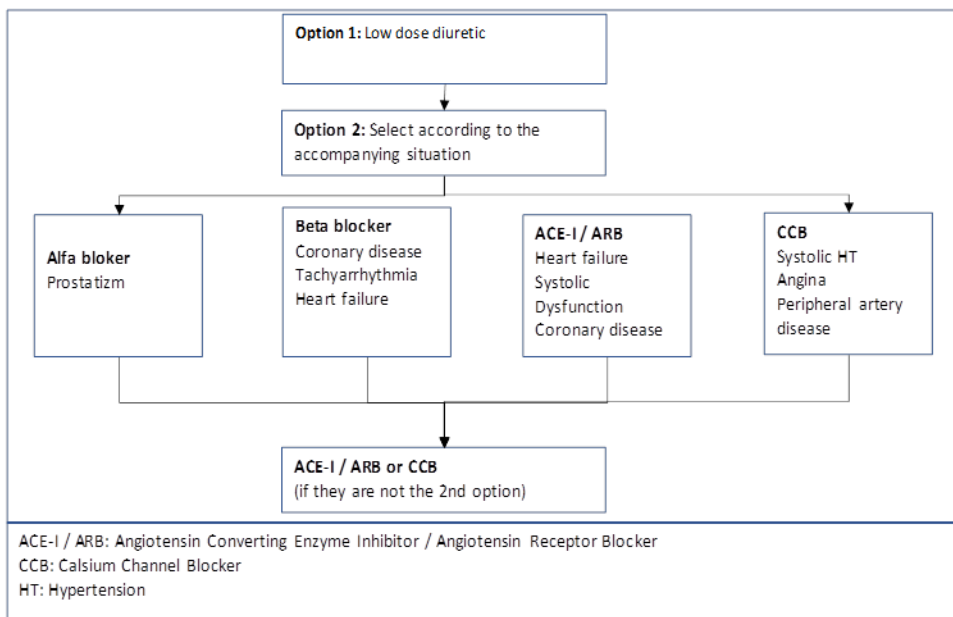 Option 1: Low dose diuretic
Option 2: Select according to the
accompanying situation
Alfa bloker
Prostatizm
Beta blocker
Coronary disease
Tachyarrhythmia
Heart failure
ACE-I / ARB
Heart failure
Systolic
Dysfunction
Coronary disease
CCB
Systolic HT
Angina
Peripheral artery
disease
ACE-I / ARB or CCB
(if they are not the 2nd option)
ACE-I / ARB: Angiotensin Converting Enzyme Inhibitor / Angiotensin Receptor Blocker
CCB: Calsium Channel Blocker
HT: Hypertension